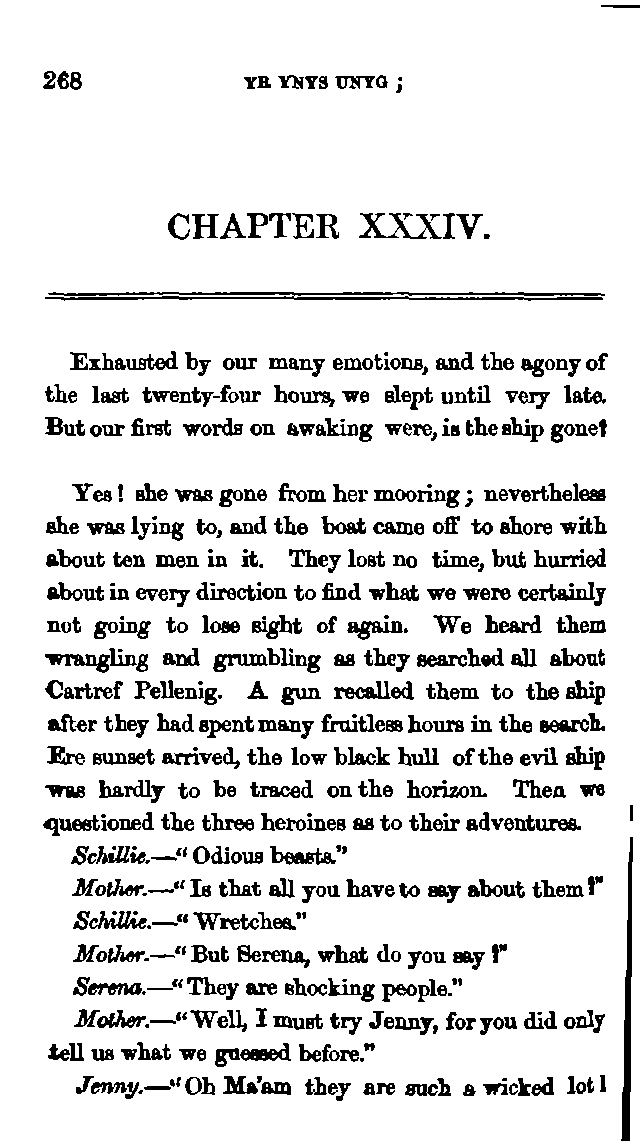 268 YR YNYS UNYG ;
CHAPTER XXXIV.
Exhausted by our many emotions, and the agony of
the last twenty-four hours, we slept until very late.
But our first words on awaking were, is the ship gone?
Yes! she was gone from her mooring; nevertheless
she was lying to, and the boat came off to shore with
about ten men in it. They lost no time, but hurried
about in every direction to find what we were certainly
not going to lose sight of again. We heard them
wrangling and grumbling as they searched all about
Cartref Pellenig. A gun recalled them to the ship
after they had spent many fruitless hours in the search.
Ere sunset arrived, the low black hull of the evil ship
was hardly to be traced on the horizon. Then we
questioned the three heroines as to their adventures.
Schillie.—"Odious beasts."
Mother.—"Is that all you have to say about them?"
Schillie.—"Wretches."
Mother.—"But Serena, what do you say?"
Serena.—"They are shocking people."
Mother.—"Well, I must try Jenny, for you did only
tell us what we guessed before."
Jenny.—"Oh Ma'am they are such a wicked lot!